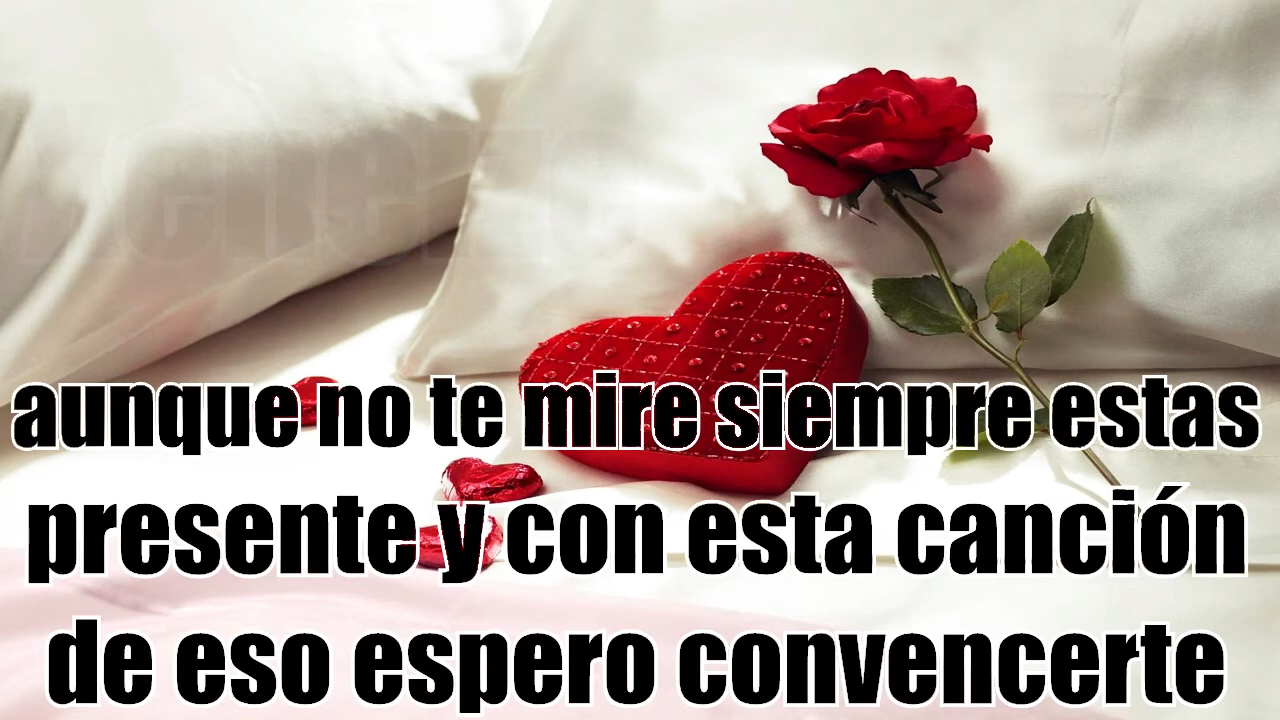 aunque no te mire siempre estas
presente y con esta canción
de eso espero convencerte